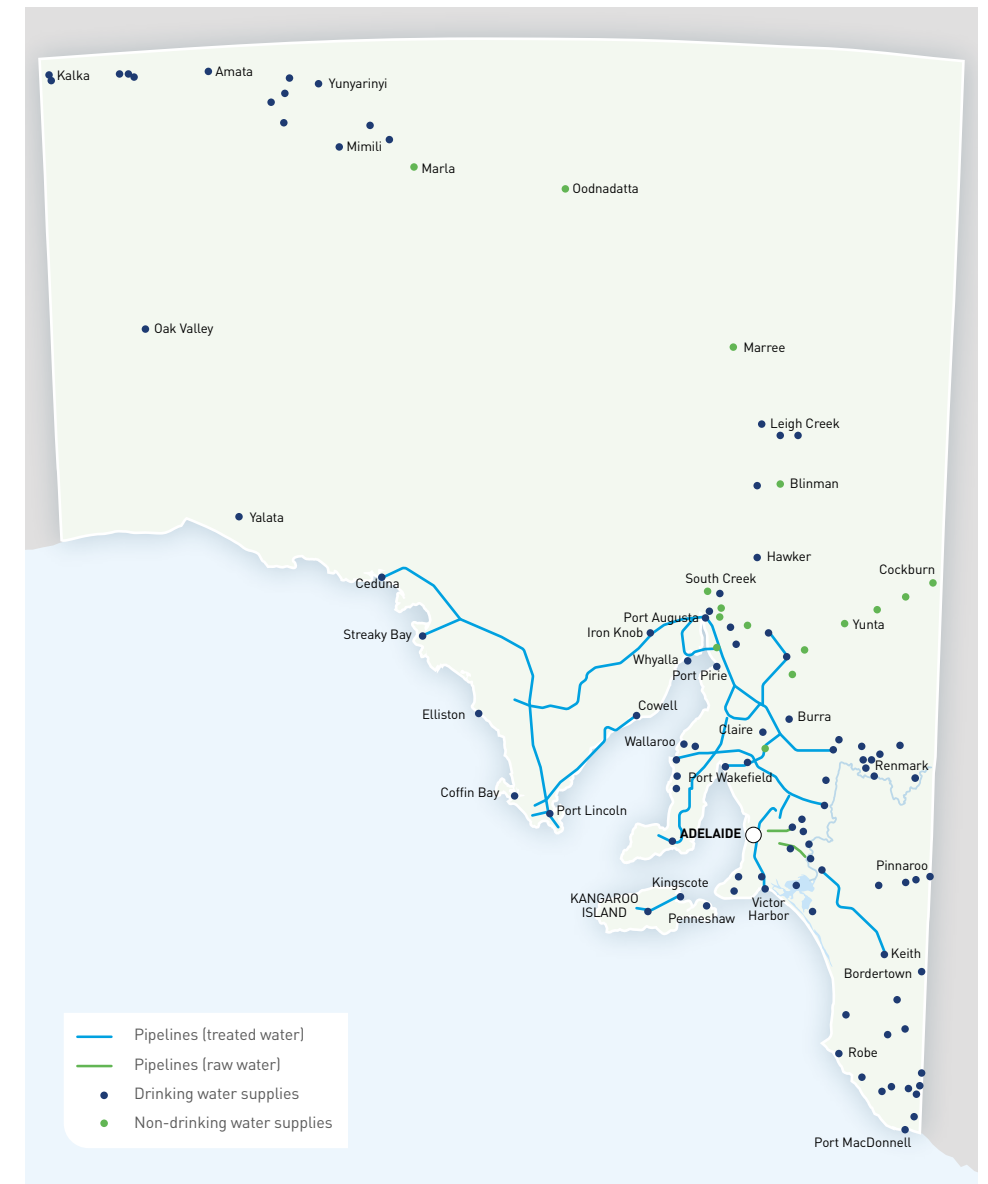 Kalka
Amata
Yunyarinyi
Mimili
Marla
Oodnadatta
Oak Valley
Marree
Leigh Creek
Blinman
Yalata
Hawker
Cockburn
South Creek
Ceduna
Port Augusta
Yunta
Streaky Bay
Iron Knob
Whyalla
Port Pirie
Cowell
Elliston
Burra
Claire
Wallaroo
Renmark
Port Wakefield
Coffin Bay
Port Lincoln
ADELAIDE
Pinnaroo
Kingscote
KANGAROO
ISLAND
Penneshaw
Victor
Harbor
Keith
Bordertown
Robe
Port MacDonnell
Pipelines (treated water)
Pipelines (raw water)
Drinking water supplies
Non-drinking water supplies